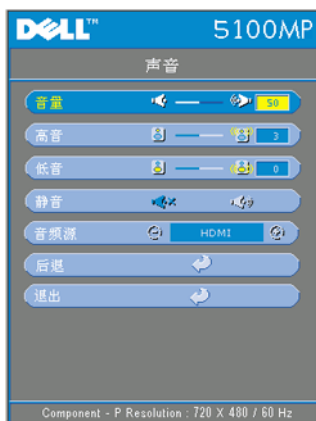 DELL™ 5100MP
声音
音量 50
高音 3
低音 0
静音
音频源 HDMI
后退
退出
Component - P Resolution : 720 X 480 / 60 Hz